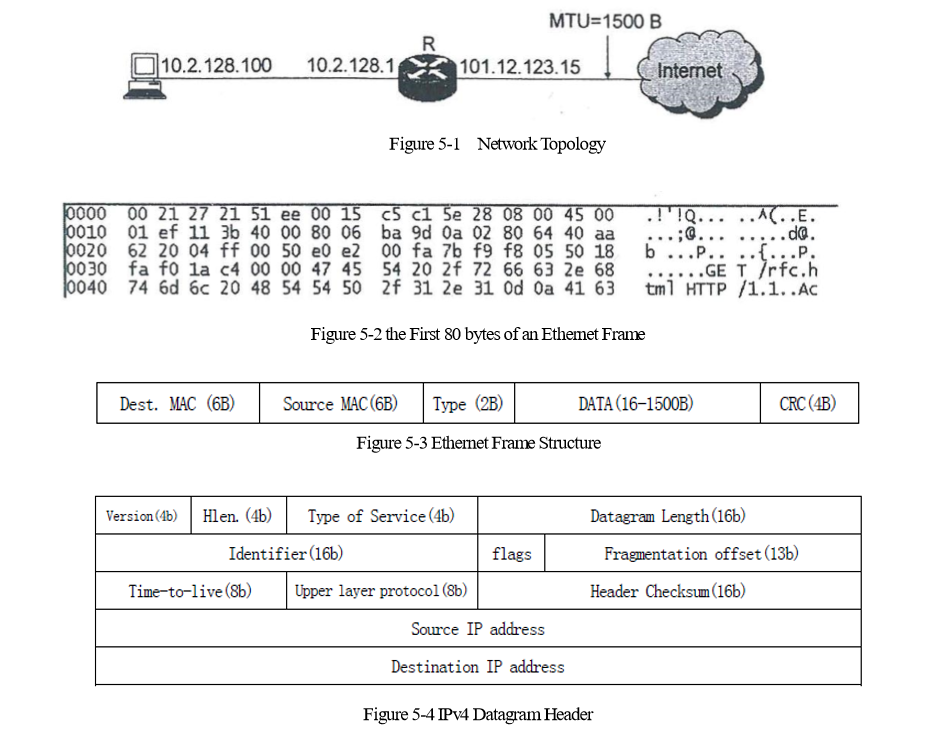 MTU=1500 B
R
10.2.128.100 10.2.128.1 101.12.123.15 Internet
Figure 5-1 Network Topology
0000 00 21 27 21 51 ee 00 15 c5 c1 5e 28 08 00 45 00 .!'!Q... ..^(..E.
0010 01 ef 11 3b 40 00 80 06 ba 9d 0a 02 80 64 40 aa ...;@... .....d@.
0020 62 20 04 ff 00 50 e0 e2 00 fa 7b f9 f8 05 50 18 b ...P.. ..{...P.
0030 fa f0 1a c4 00 00 47 45 54 20 2f 72 66 63 2e 68 ......GE T /rfc.h
0040 74 6d 6c 20 48 54 54 50 2f 31 2e 31 0d 0a 41 63 tml HTTP /1.1..Ac
Figure 5-2 the First 80 bytes of an Ethernet Frame
Dest. MAC (6B) Source MAC(6B) Type (2B) DATA(16-1500B) CRC(4B)
Figure 5-3 Ethernet Frame Structure
Version(4b) Hlen.(4b) Type of Service(4b) Datagram Length(16b)
Identifier(16b) flags Fragmentation offset(13b)
Time-to-live(8b) Upper layer protocol(8b) Header Checksum(16b)
Source IP address
Destination IP address
Figure 5-4 IPv4 Datagram Header